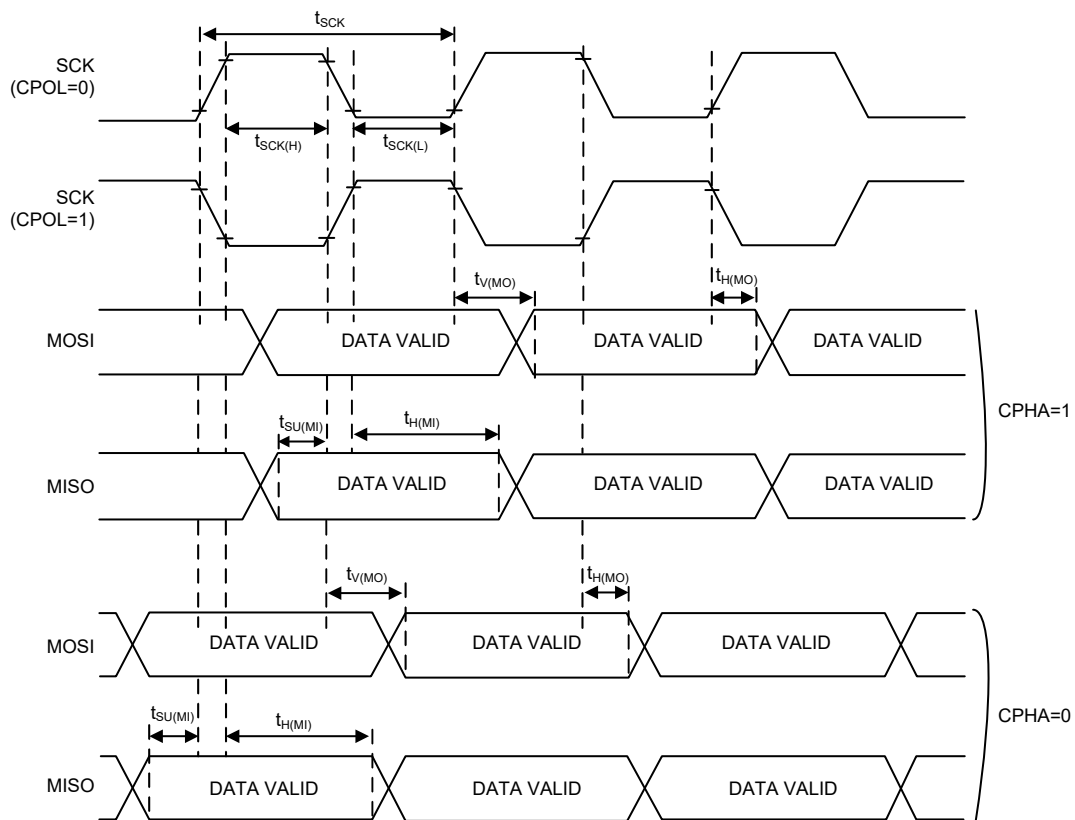 tSCK
SCK
(CPOL=0)
tSCK(H)
tSCK(L)
SCK
(CPOL=1)
tV(MO)
tH(MO)
MOSI
DATA VALID
DATA VALID
DATA VALID
CPHA=1
tSU(MI)
tH(MI)
MISO
DATA VALID
DATA VALID
DATA VALID
tV(MO)
tH(MO)
MOSI
DATA VALID
DATA VALID
DATA VALID
CPHA=0
tSU(MI)
tH(MI)
MISO
DATA VALID
DATA VALID
DATA VALID